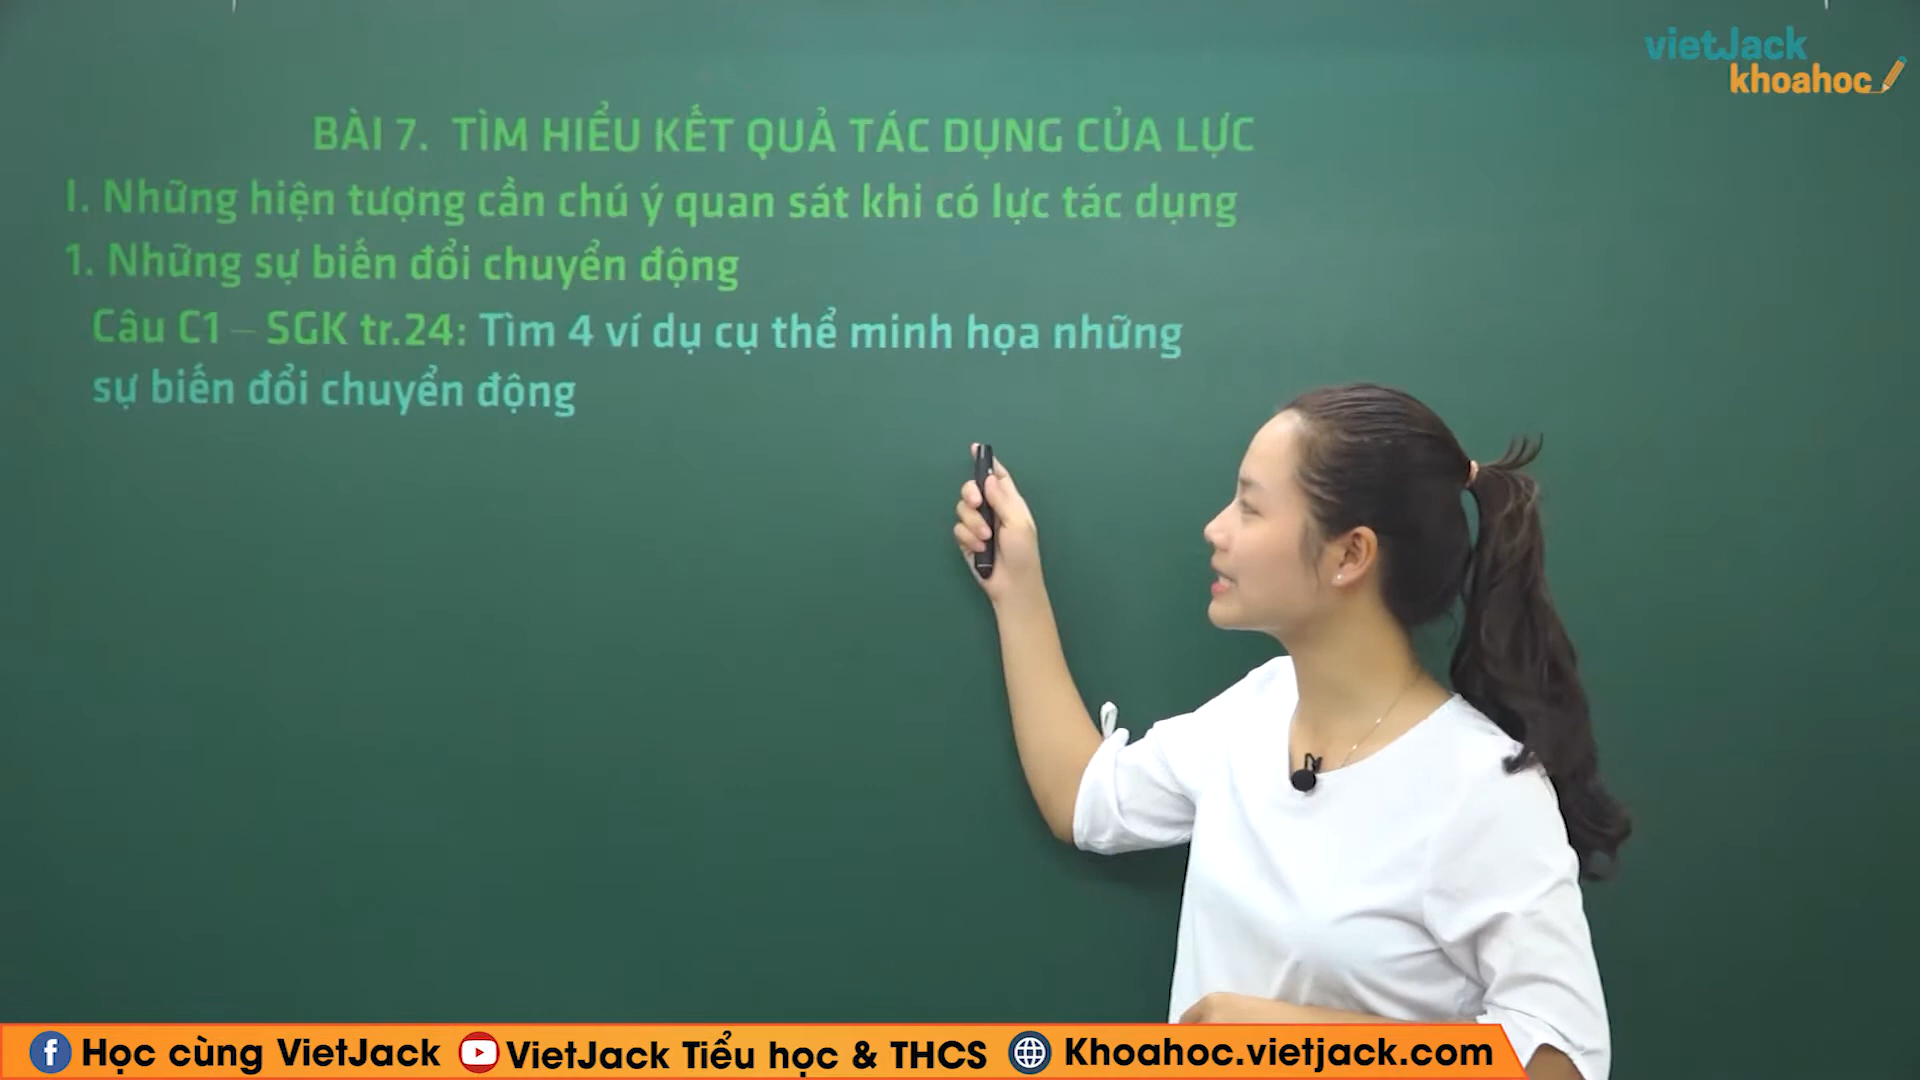 vietJack
khoahoc
BÀI 7. TÌM HIỂU KẾT QUẢ TÁC DỤNG CỦA LỰC
I. Những hiện tượng cần chú ý quan sát khi có lực tác dụng
1. Những sự biến đổi chuyển động
Câu C1 – SGK tr.24: Tìm 4 ví dụ cụ thể minh họa những
sự biến đổi chuyển động
Học cùng VietJack VietJack Tiểu học & THCS Khoahoc.vietjack.com